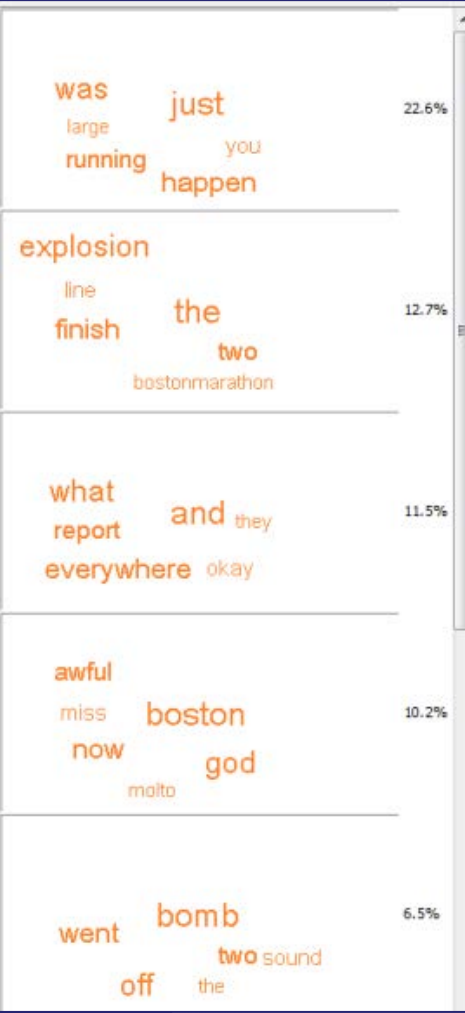 was
just
22.6%
large
you
running
happen
explosion
line
the
12.7%
finish
two
bostonmarathon
what
and they
11.5%
report
everywhere okay
awful
miss boston
10.2%
now
god
molto
bomb
6.5%
went
two sound
off the